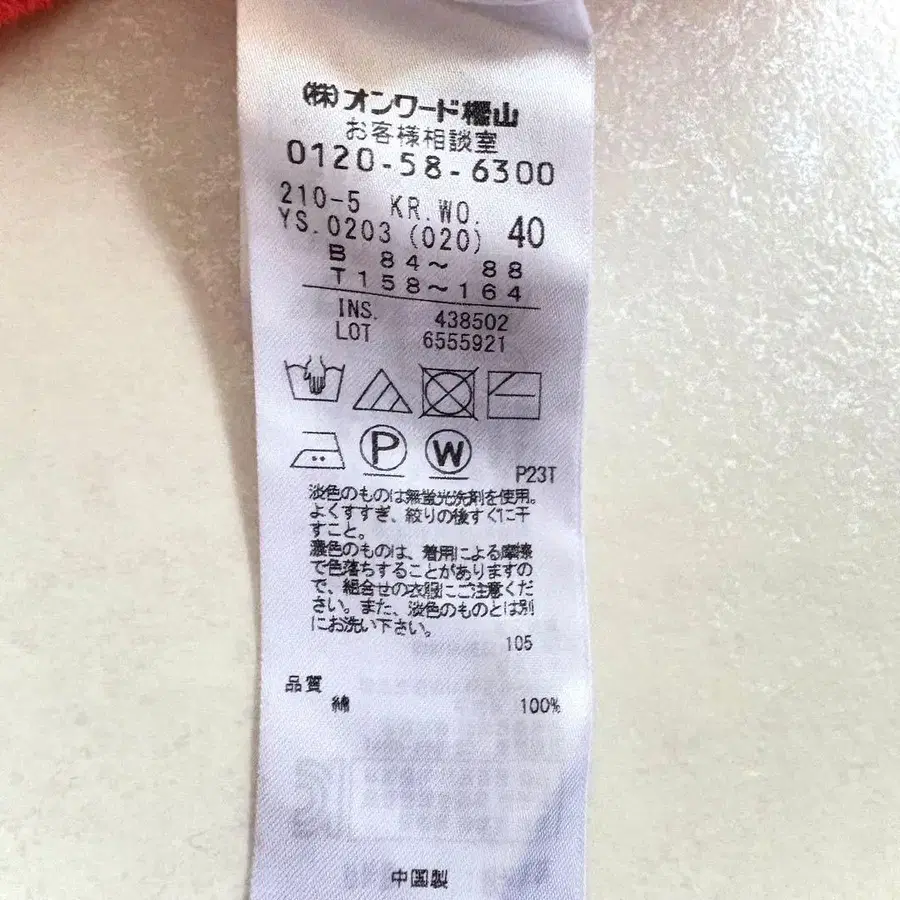 (株)オンワード樫山
お客様相談室
0120-58-6300
210-5 KR.WO.
YS.0203 (020) 40
B 84～ 88
T158～164
INS. 438502
LOT 6555921
P W
P23T
淡色のものは無蛍光洗剤を使用。
よくすすぎ、絞りの後すぐに干
すこと。
濃色のものは、着用による摩擦
で色落ちすることがありますの
で、組合せの衣服にご注意くだ
さい。また、淡色のものとは別
にお洗い下さい。
105
品質
綿 100%
中国製